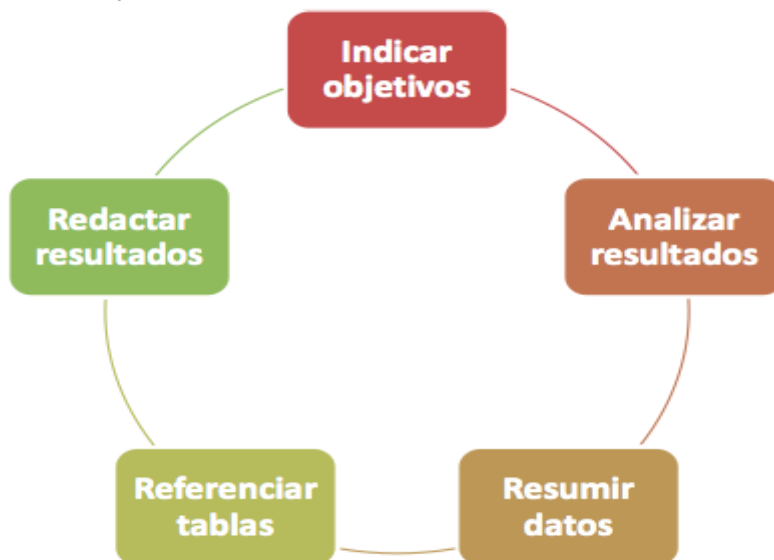 Indicar
objetivos
Analizar
resultados
Resumir
datos
Referenciar
tablas
Redactar
resultados